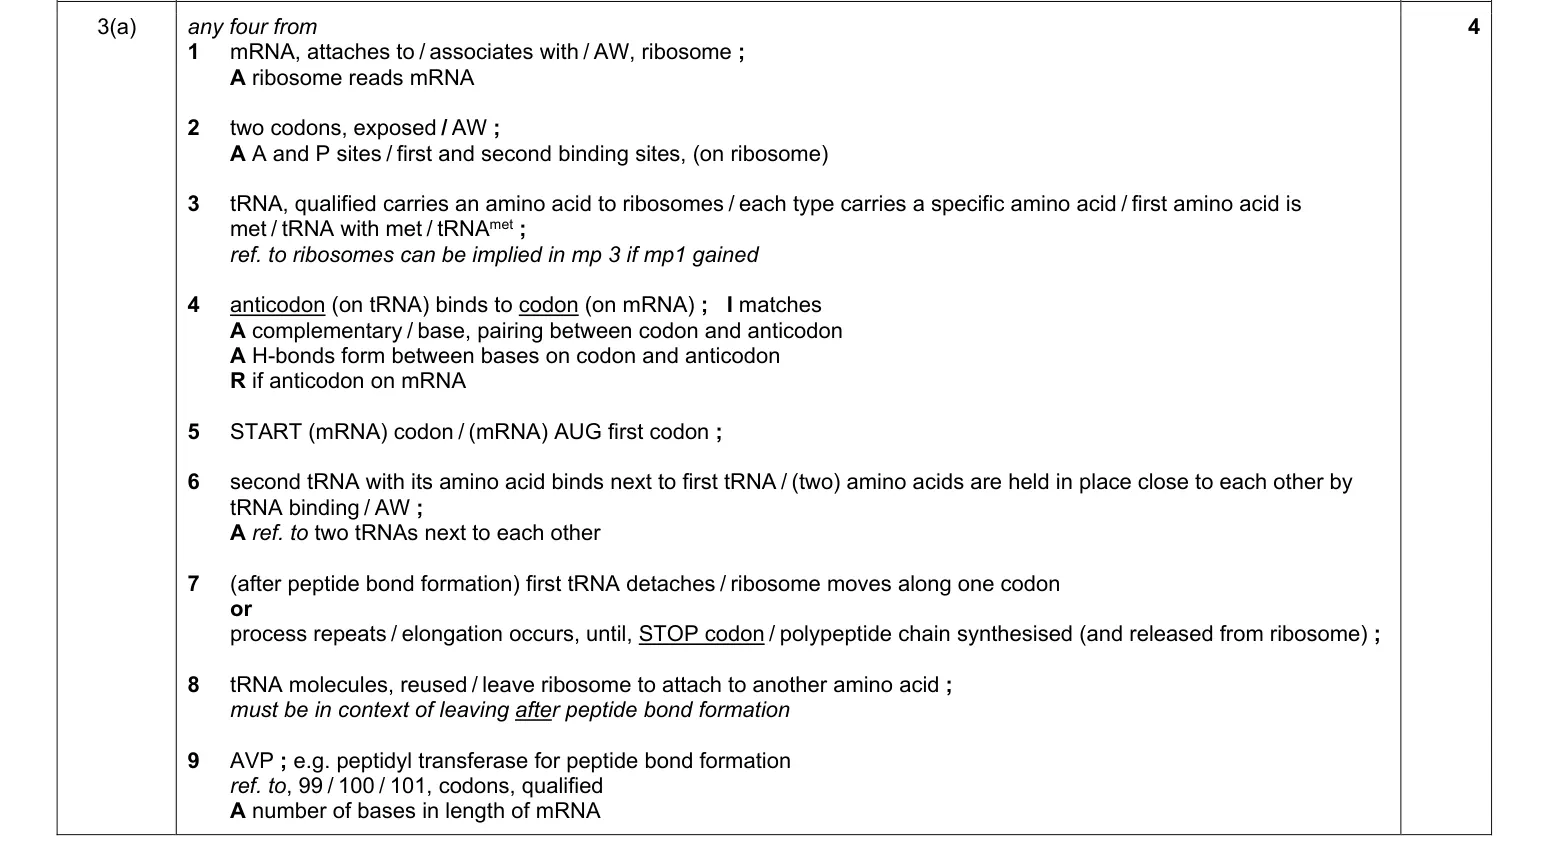 3(a)
any four from
4
1 mRNA, attaches to / associates with / AW, ribosome ;
A ribosome reads mRNA
2 two codons, exposed / AW ;
A A and P sites / first and second binding sites, (on ribosome)
3 tRNA, qualified carries an amino acid to ribosomes / each type carries a specific amino acid / first amino acid is
met / tRNA with met / tRNAmet ;
ref. to ribosomes can be implied in mp 3 if mp1 gained
4 anticodon (on tRNA) binds to codon (on mRNA) ; I matches
A complementary / base, pairing between codon and anticodon
A H-bonds form between bases on codon and anticodon
R if anticodon on mRNA
5 START (mRNA) codon / (mRNA) AUG first codon ;
6 second tRNA with its amino acid binds next to first tRNA / (two) amino acids are held in place close to each other by
tRNA binding / AW ;
A ref. to two tRNAs next to each other
7 (after peptide bond formation) first tRNA detaches / ribosome moves along one codon
or
process repeats / elongation occurs, until, STOP codon / polypeptide chain synthesised (and released from ribosome) ;
8 tRNA molecules, reused / leave ribosome to attach to another amino acid ;
must be in context of leaving after peptide bond formation
9 AVP ; e.g. peptidyl transferase for peptide bond formation
ref. to, 99 / 100 / 101, codons, qualified
A number of bases in length of mRNA